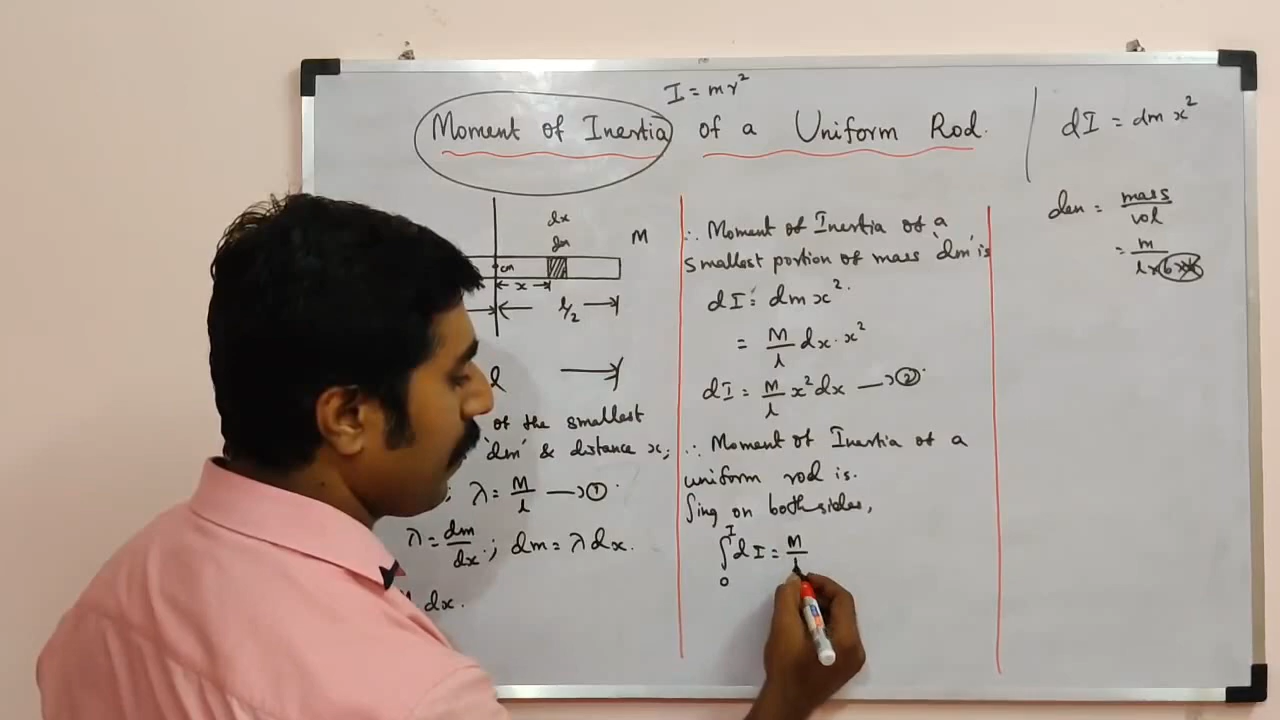 I = mr²
Moment of Inertia of a Uniform Rod.
dx
dm
M
cm
x
l/2
l
of the smallest
'dm' & distance x;
; λ = M/l —→ ①
λ = dm/dx ; dm = λ dx.
dx.
∴ Moment of Inertia of a
smallest portion of mass 'dm' is
dI = dm x².
= M/l dx · x²
dI = M/l x² dx —→ ②
∴ Moment of Inertia of a
uniform rod is.
∫ing on both sides,
∫₀ᴵ dI = M/l
dI = dm x²
den = mass/vol
= m